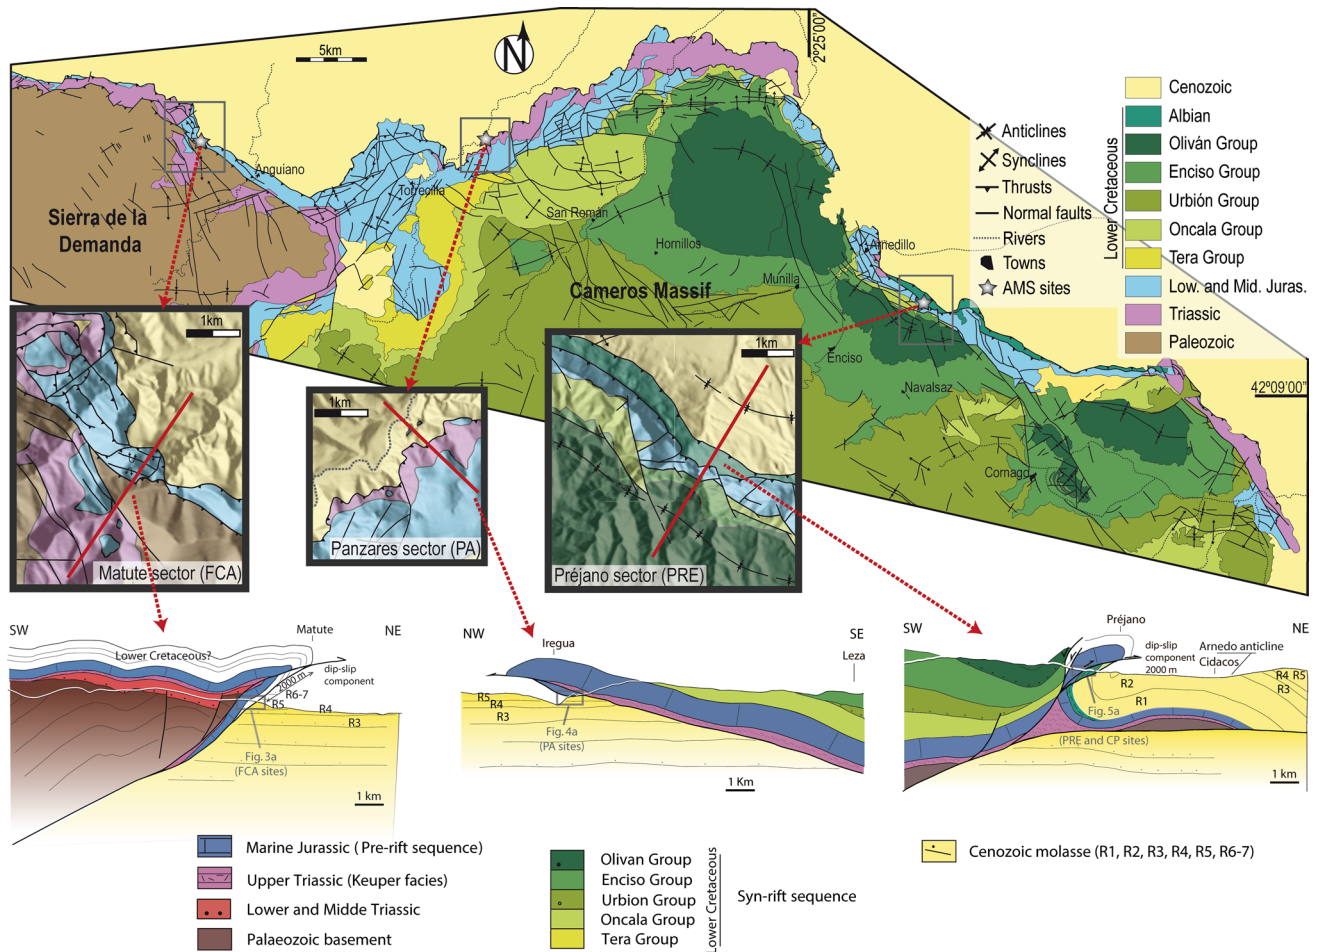 5km
N
2º25'00"
Cenozoic
Albian
Oliván Group
Enciso Group
Urbión Group
Oncala Group
Tera Group
Low. and Mid. Juras.
Triassic
Paleozoic
Lower Cretaceous
Anticlines
Synclines
Thrusts
Normal faults
Rivers
Towns
AMS sites
42º09'00"
Anguiano
Torrecilla
San Román
Hornillos
Munilla
Arnedillo
Enciso
Navalsaz
Cornago
Sierra de la
Demanda
Cameros Massif
1km
Matute sector (FCA)
1km
Panzares sector (PA)
1km
Préjano sector (PRE)
SW
NE
Matute
Lower Cretaceous?
dip-slip
component
2000 m
R6-7
R5
R4
R3
Fig. 3a
(FCA sites)
1 km
NW
SE
Iregua
Leza
R5
R4
R3
Fig. 4a
(PA sites)
1 Km
SW
NE
Préjano
dip-slip
component
2000 m
Arnedo anticline
Cidacos
R4 R5
R3
R2
R1
Fig. 5a
(PRE and CP sites)
1 km
Marine Jurassic ( Pre-rift sequence)
Upper Triassic (Keuper facies)
Lower and Midde Triassic
Palaeozoic basement
Olivan Group
Enciso Group
Urbion Group
Oncala Group
Tera Group
Lower Cretaceous
Syn-rift sequence
Cenozoic molasse (R1, R2, R3, R4, R5, R6-7)